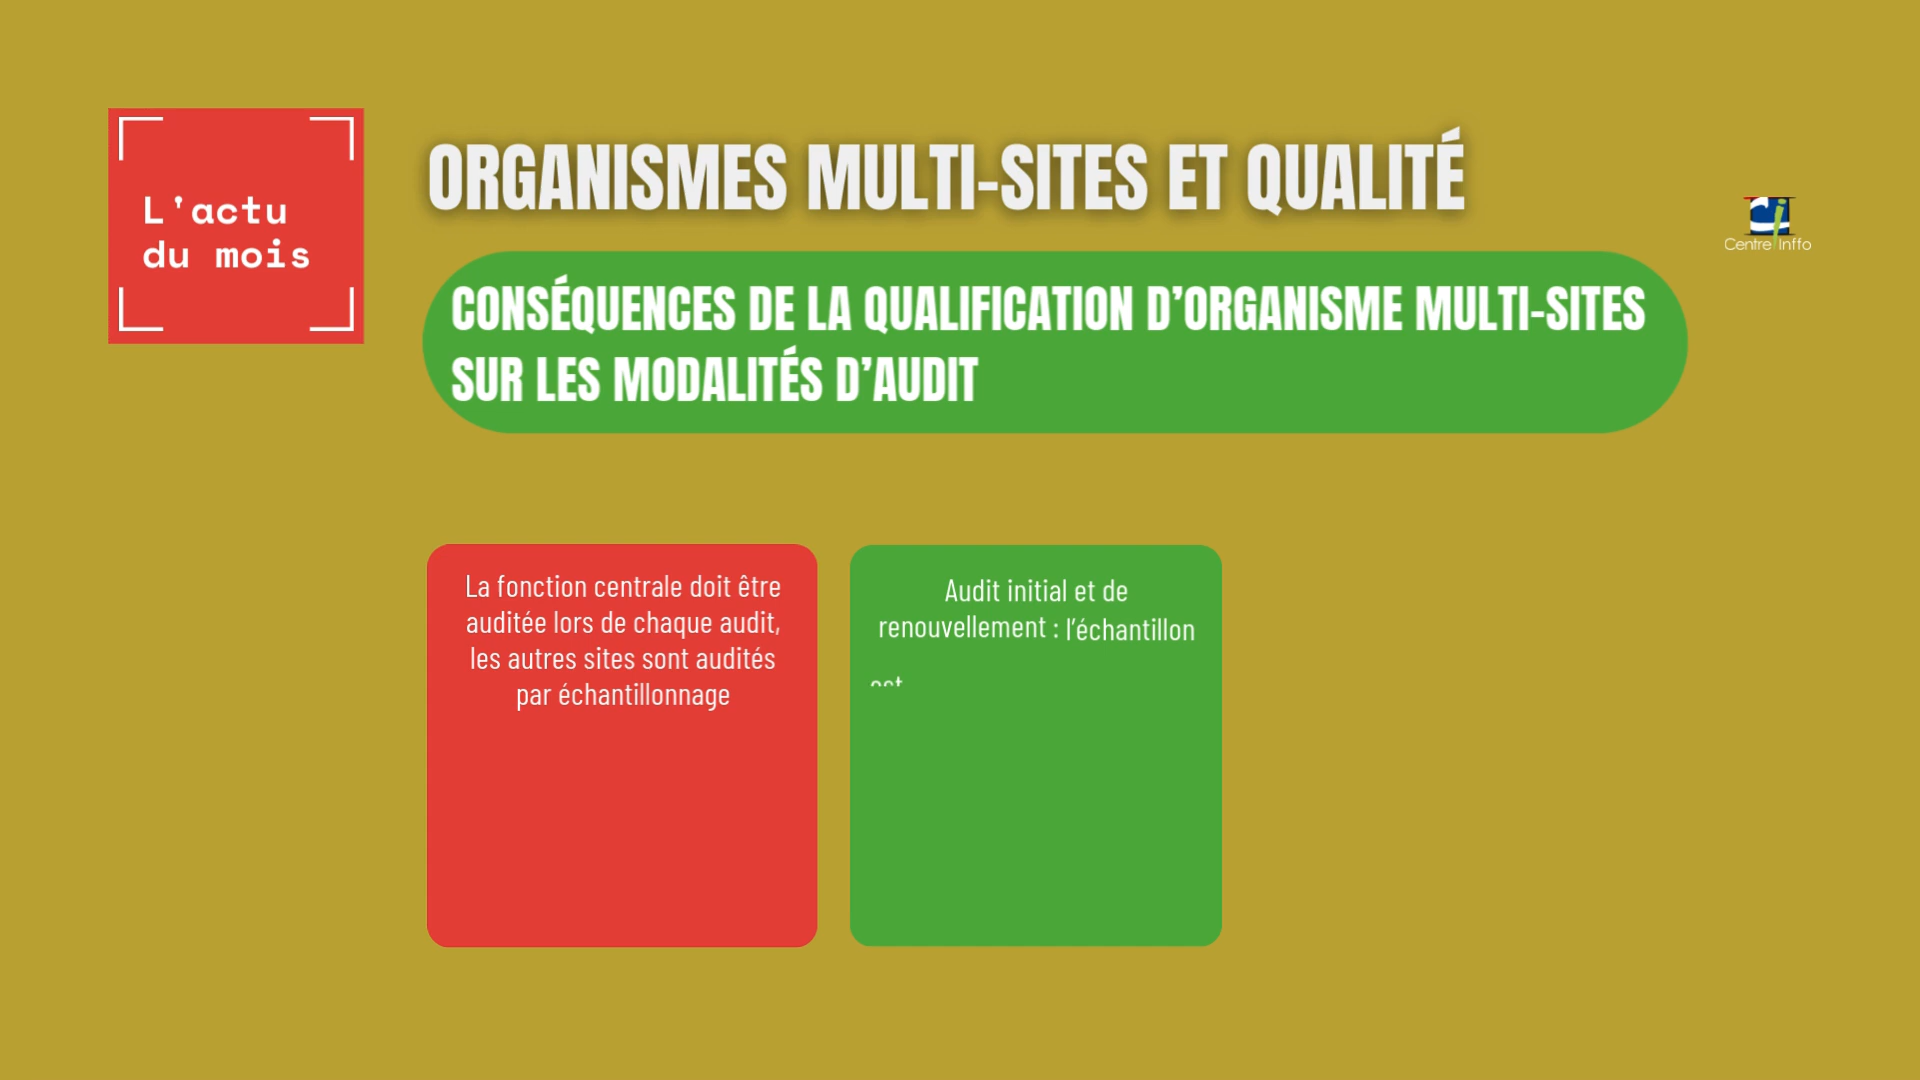 L'actu
du mois
ORGANISMES MULTI-SITES ET QUALITÉ
Centre Inffo
CONSÉQUENCES DE LA QUALIFICATION D'ORGANISME MULTI-SITES
SUR LES MODALITÉS D'AUDIT
La fonction centrale doit être
auditée lors de chaque audit,
les autres sites sont audités
par échantillonnage
Audit initial et de
renouvellement : l'échantillon